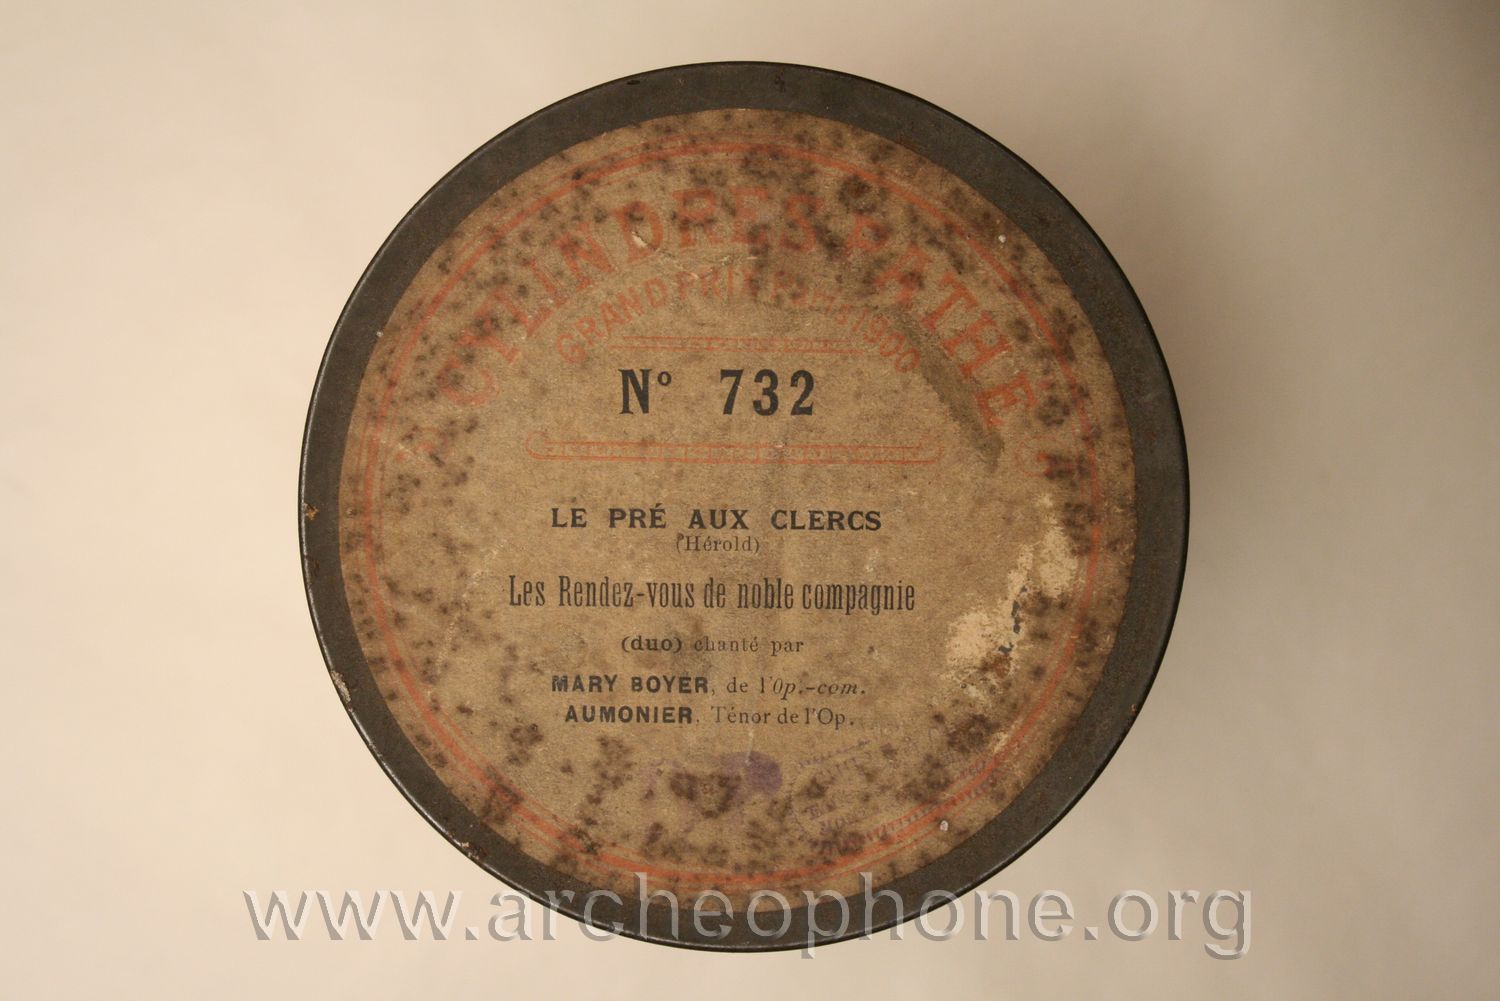 CYLINDRES PATHÉ
GRAND PRIX Paris 1900
Nº 732
LE PRÉ AUX CLERCS
(Hérold)
Les Rendez-vous de noble compagnie
(duo) chanté par
MARY BOYER, de l'Op.-com.
AUMONIER, Ténor de l'Op.
www.archeophone.org